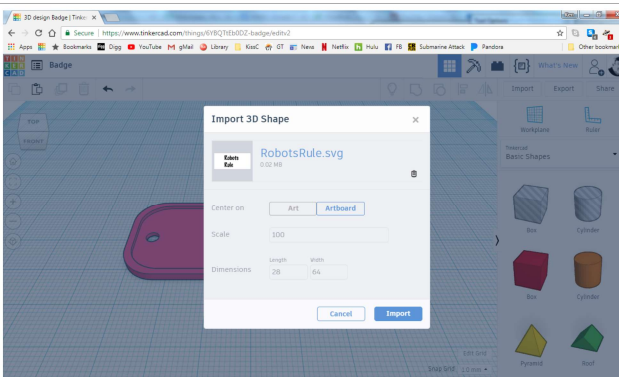 3D design Badge | Tinker ×
Secure | https://www.tinkercad.com/things/6YBQTtEb0DZ-badge/editv2
Apps Bookmarks Digg YouTube M gMail Library KissC GT Neva Netflix Hulu FB Submarine Attack Pandora Other bookmark
Badge
What's New
Import Export Share
TOP
FRONT
Workplane Ruler
Tinkercad
Basic Shapes
Box Cylinder
Box Cylinder
Pyramid Roof
Import 3D Shape ×
Robots
Rule
RobotsRule.svg
0.02 MB
Center on Art Artboard
Scale 100
Length Width
Dimensions 28 64
Cancel Import
Edit Grid
Snap Grid 1.0 mm